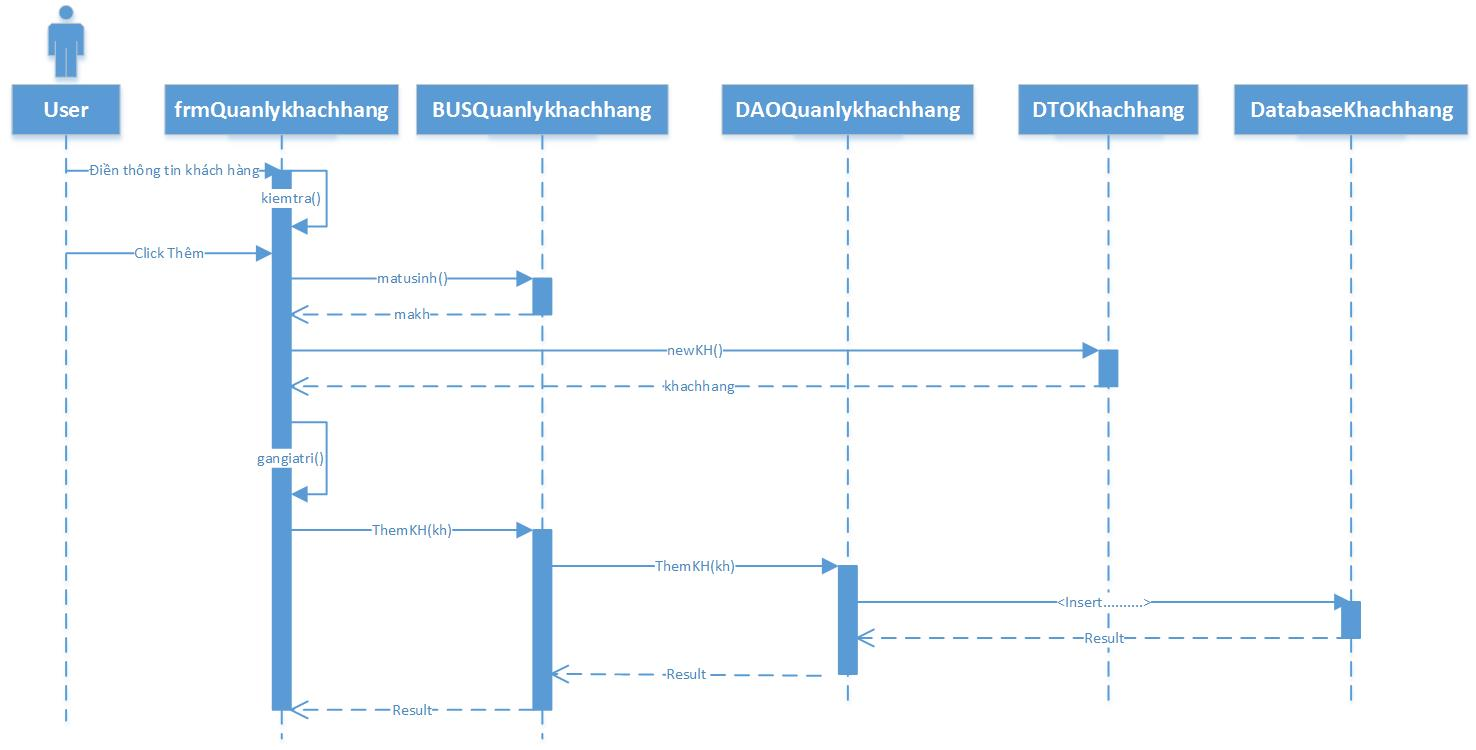 User
frmQuanlykhachhang
BUSQuanlykhachhang
DAOQuanlykhachhang
DTOKhachhang
DatabaseKhachhang
Điền thông tin khách hàng
kiemtra()
Click Thêm
matusinh()
makh
newKH()
khachhang
gangiatri()
ThemKH(kh)
ThemKH(kh)
<Insert..........>
Result
Result
Result